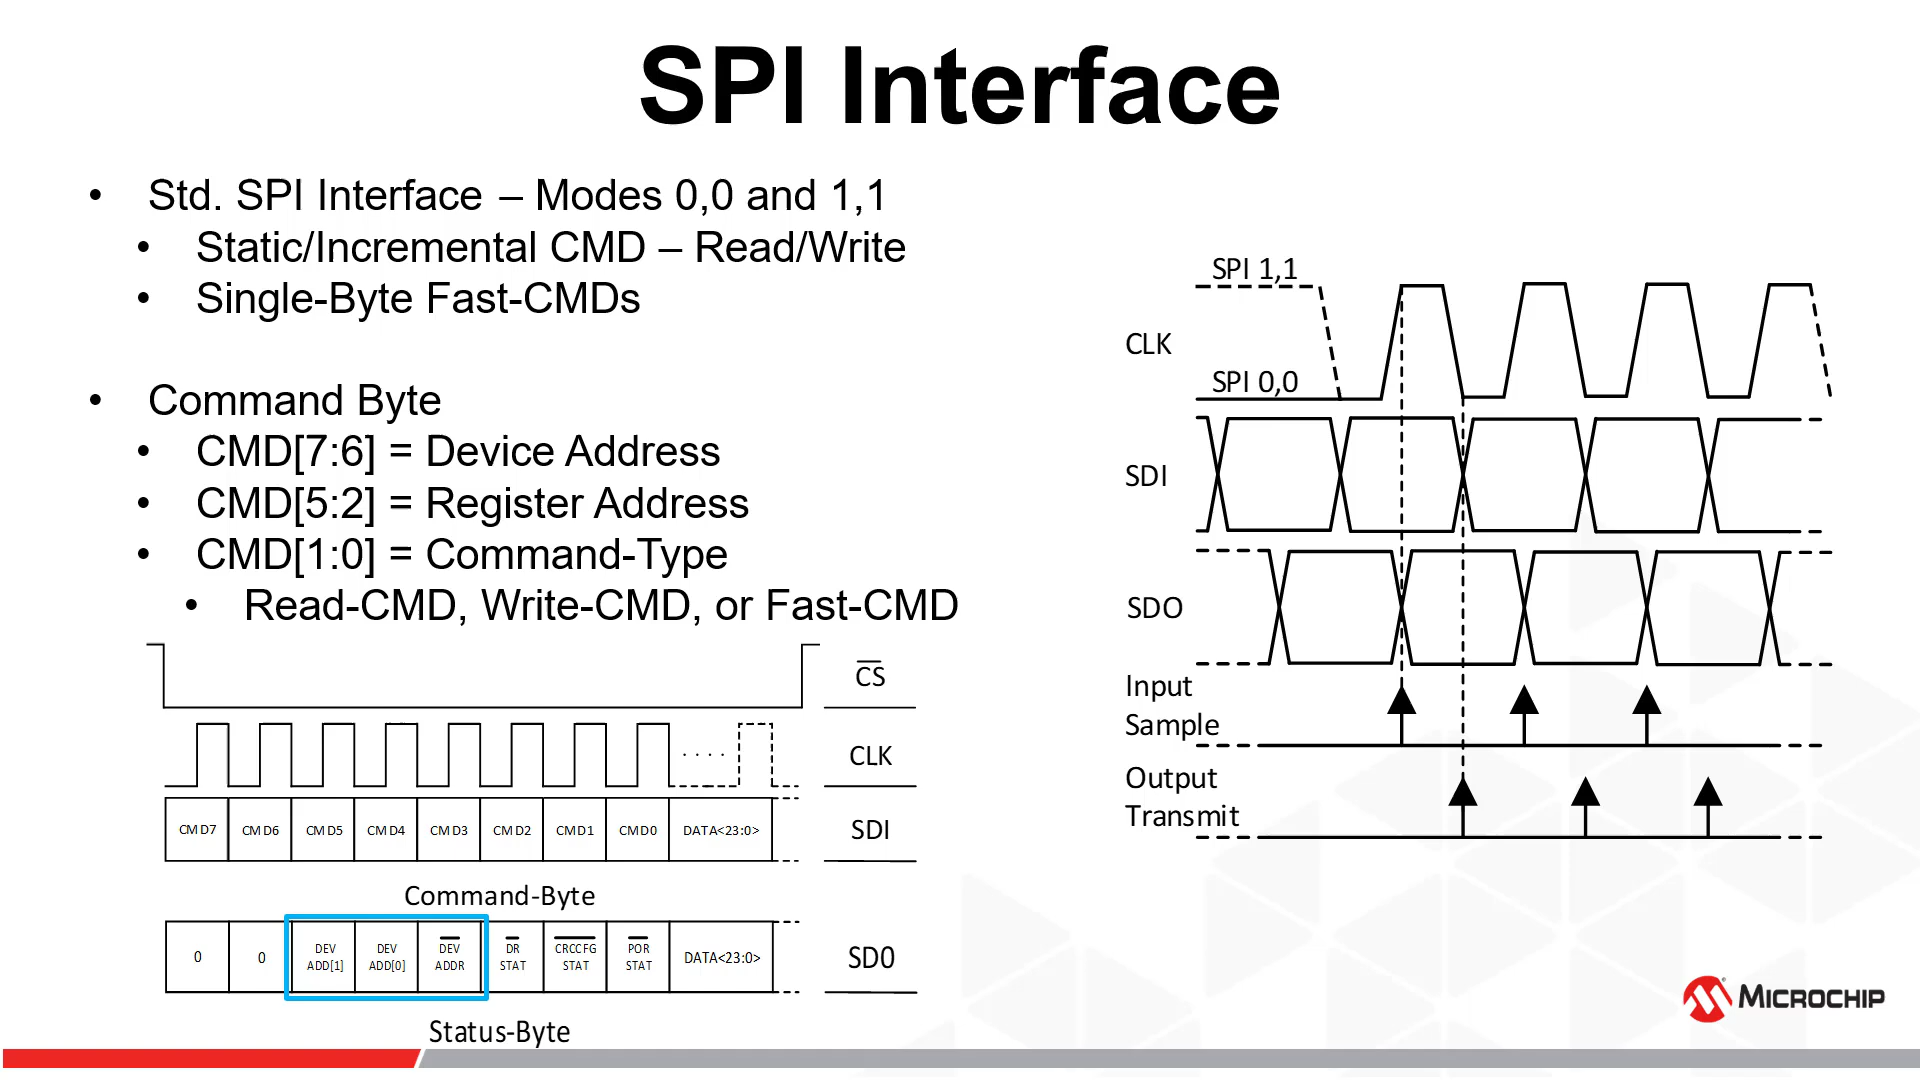 SPI Interface
• Std. SPI Interface – Modes 0,0 and 1,1
• Static/Incremental CMD – Read/Write
• Single-Byte Fast-CMDs
• Command Byte
• CMD[7:6] = Device Address
• CMD[5:2] = Register Address
• CMD[1:0] = Command-Type
• Read-CMD, Write-CMD, or Fast-CMD
CS
CLK
CMD7 CMD6 CMD5 CMD4 CMD3 CMD2 CMD1 CMD0 DATA<23:0> SDI
Command-Byte
0 0 DEV ADD[1] DEV ADD[0] DEV ADDR DR STAT CRCCFG STAT POR STAT DATA<23:0> SD0
Status-Byte
SPI 1,1
CLK
SPI 0,0
SDI
SDO
Input
Sample
Output
Transmit
MICROCHIP